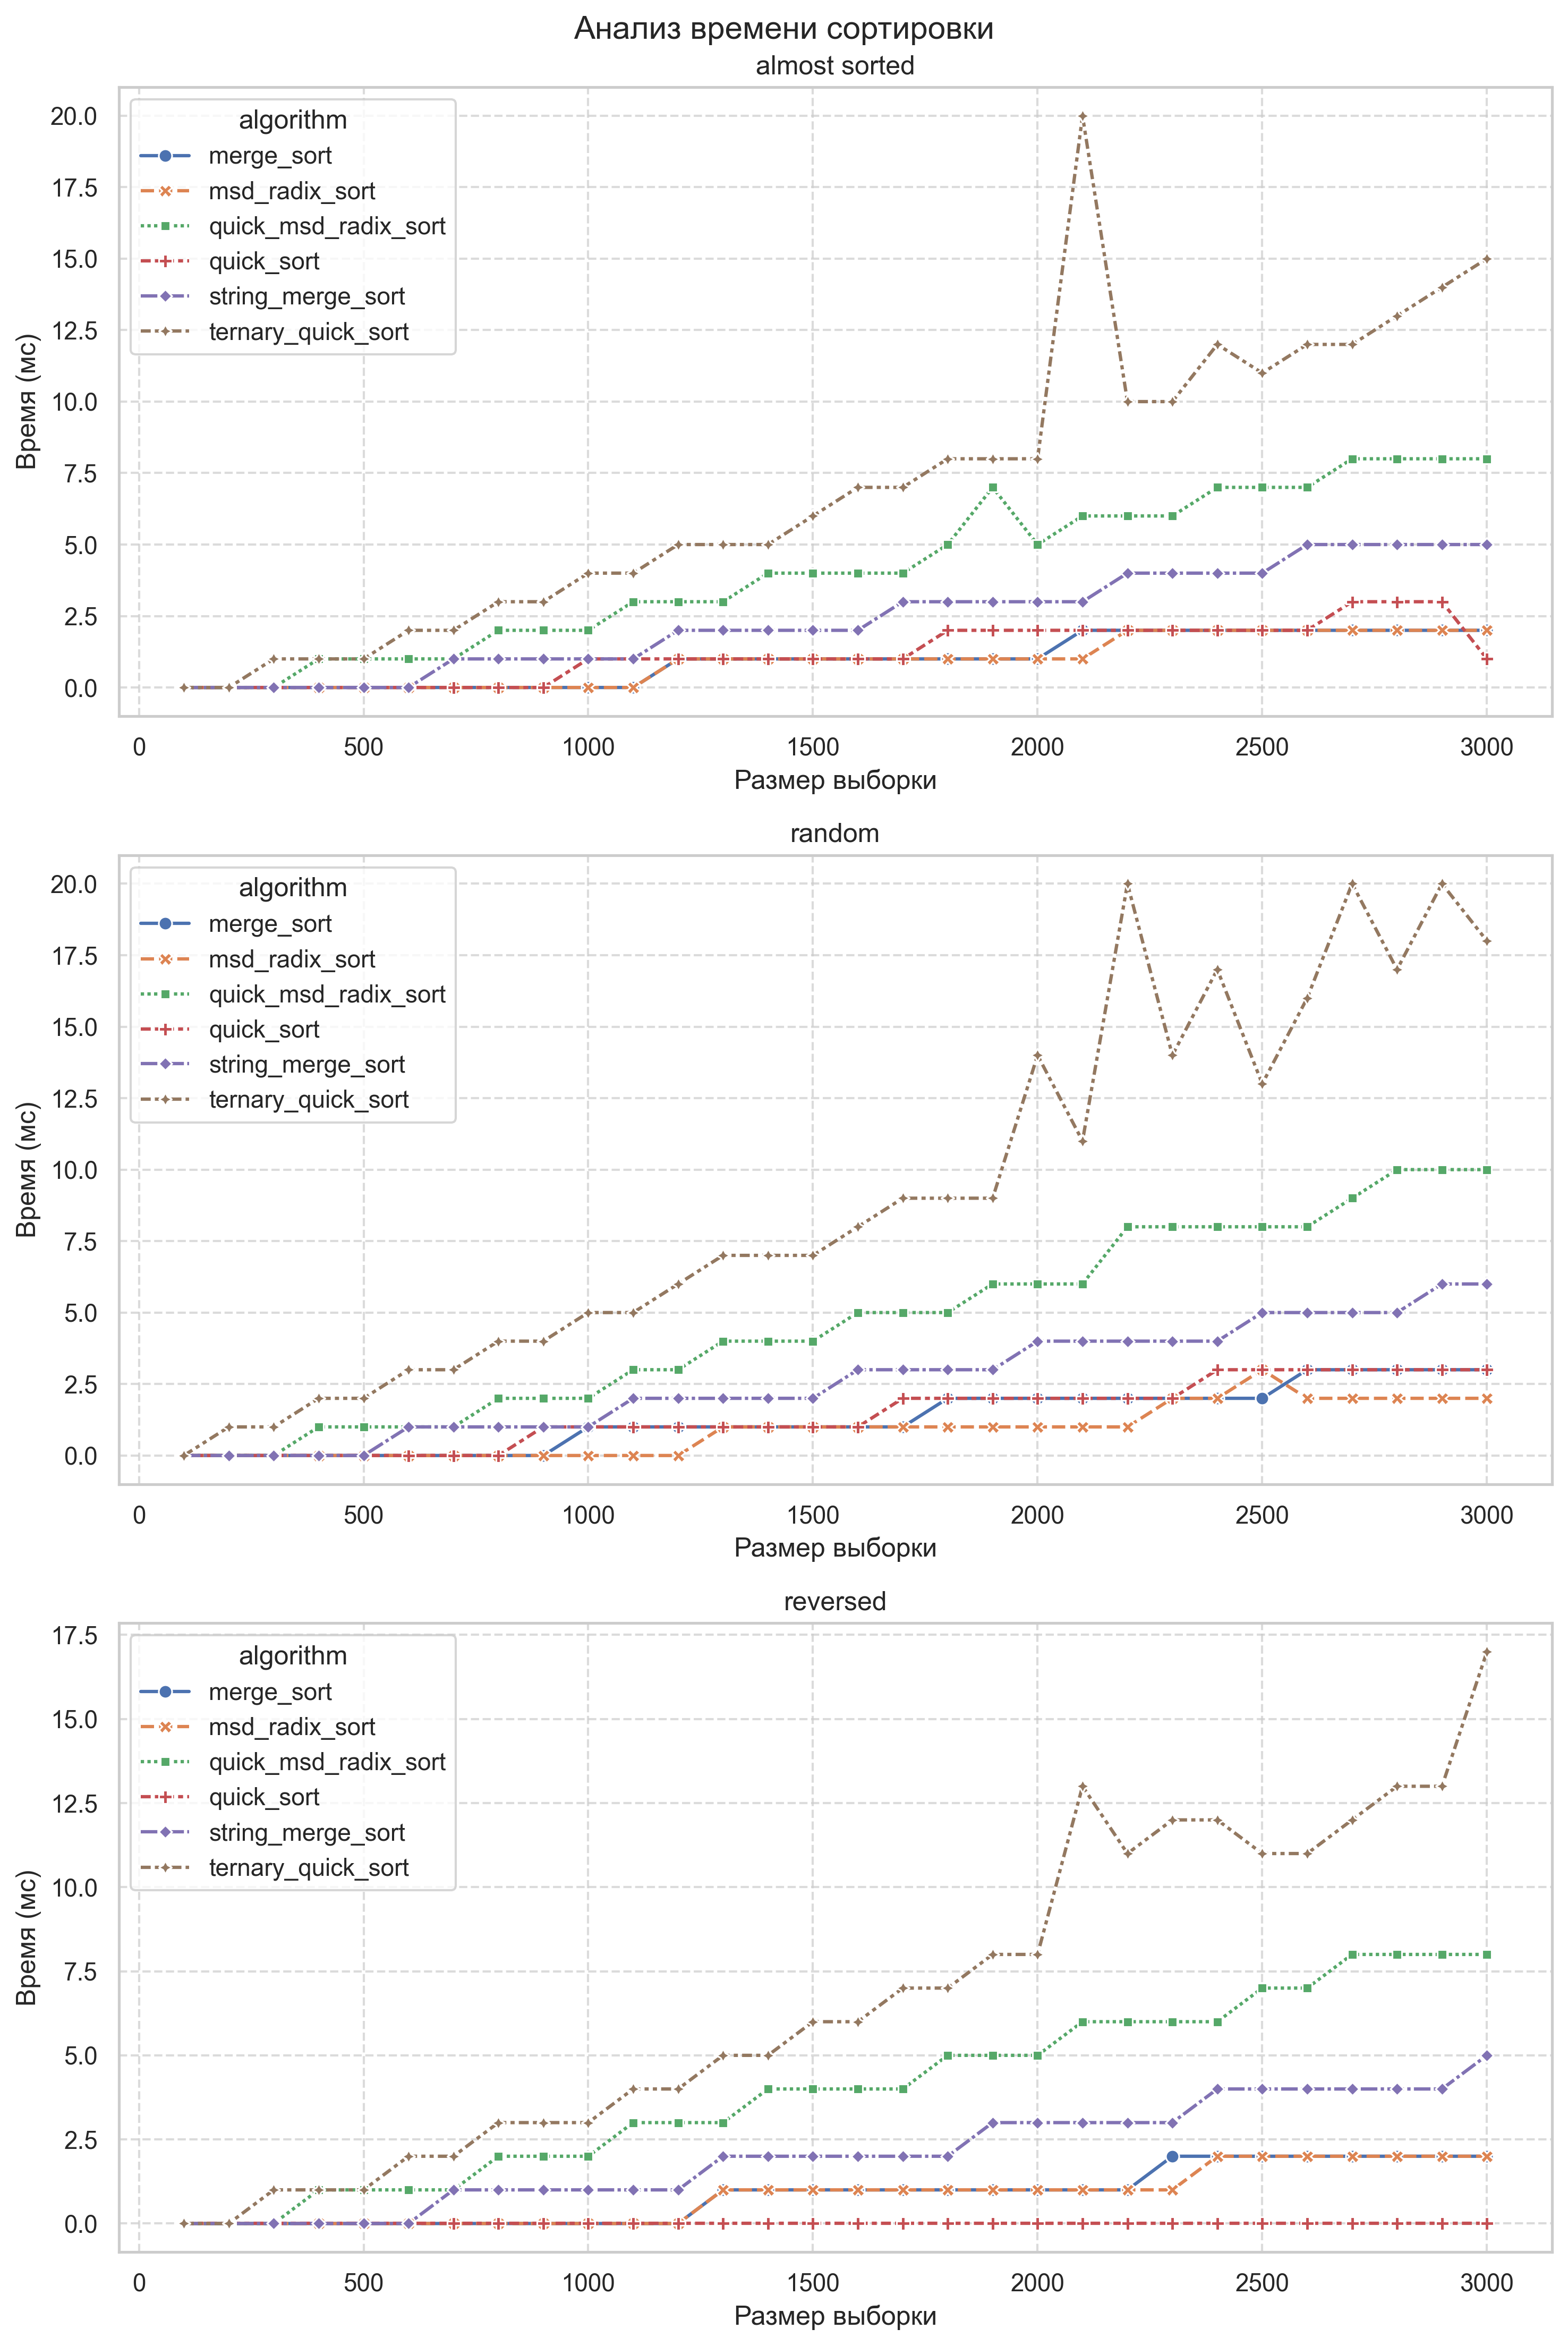 Анализ времени сортировки
almost sorted
20.0
17.5
15.0
12.5
10.0
7.5
5.0
2.5
0.0
Время (мс)
algorithm
merge_sort
msd_radix_sort
quick_msd_radix_sort
quick_sort
string_merge_sort
ternary_quick_sort
0 500 1000 1500 2000 2500 3000
Размер выборки
random
20.0
17.5
15.0
12.5
10.0
7.5
5.0
2.5
0.0
Время (мс)
algorithm
merge_sort
msd_radix_sort
quick_msd_radix_sort
quick_sort
string_merge_sort
ternary_quick_sort
0 500 1000 1500 2000 2500 3000
Размер выборки
reversed
17.5
15.0
12.5
10.0
7.5
5.0
2.5
0.0
Время (мс)
algorithm
merge_sort
msd_radix_sort
quick_msd_radix_sort
quick_sort
string_merge_sort
ternary_quick_sort
0 500 1000 1500 2000 2500 3000
Размер выборки